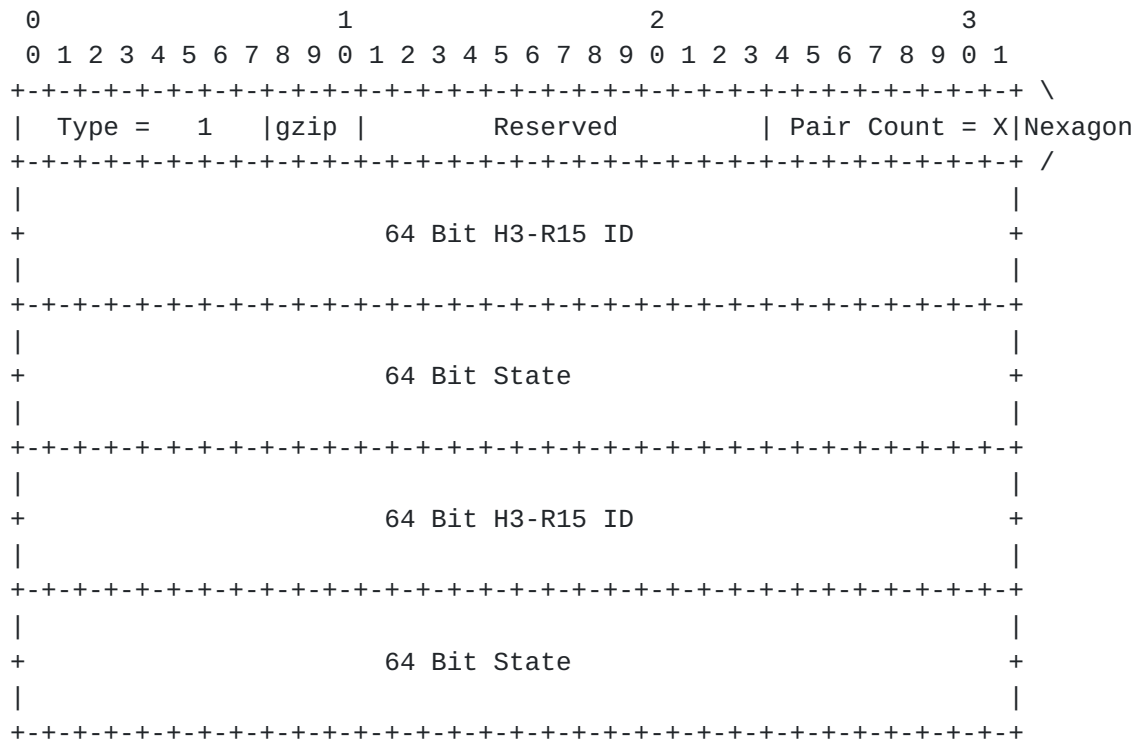 0                   1                   2                   3
 0 1 2 3 4 5 6 7 8 9 0 1 2 3 4 5 6 7 8 9 0 1 2 3 4 5 6 7 8 9 0 1
+-+-+-+-+-+-+-+-+-+-+-+-+-+-+-+-+-+-+-+-+-+-+-+-+-+-+-+-+-+-+-+-+ \
|  Type =   1   |gzip |        Reserved         | Pair Count = X|Nexagon
+-+-+-+-+-+-+-+-+-+-+-+-+-+-+-+-+-+-+-+-+-+-+-+-+-+-+-+-+-+-+-+-+ /
|                                                               |
+                       64 Bit H3-R15 ID                        +
|                                                               |
+-+-+-+-+-+-+-+-+-+-+-+-+-+-+-+-+-+-+-+-+-+-+-+-+-+-+-+-+-+-+-+-+
|                                                               |
+                       64 Bit State                            +
|                                                               |
+-+-+-+-+-+-+-+-+-+-+-+-+-+-+-+-+-+-+-+-+-+-+-+-+-+-+-+-+-+-+-+-+
|                                                               |
+                       64 Bit H3-R15 ID                        +
|                                                               |
+-+-+-+-+-+-+-+-+-+-+-+-+-+-+-+-+-+-+-+-+-+-+-+-+-+-+-+-+-+-+-+-+
|                                                               |
+                       64 Bit State                            +
|                                                               |
+-+-+-+-+-+-+-+-+-+-+-+-+-+-+-+-+-+-+-+-+-+-+-+-+-+-+-+-+-+-+-+-+